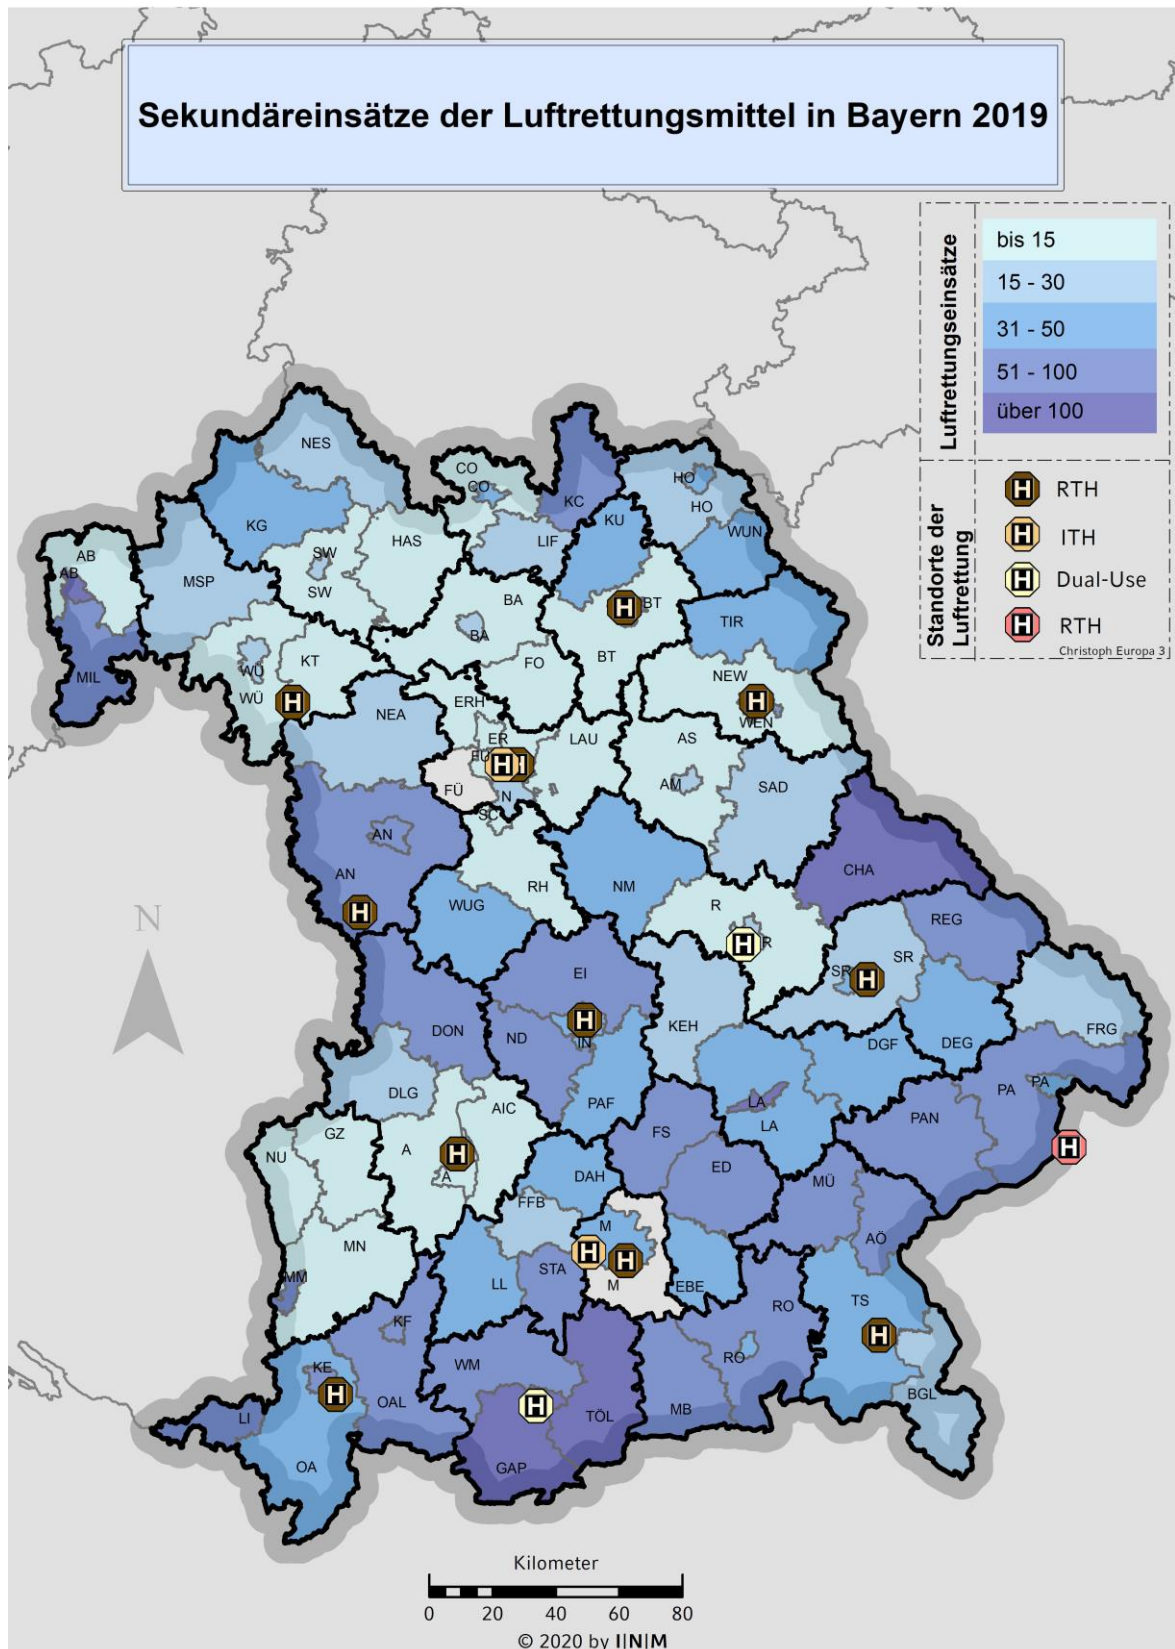 Sekundäreinsätze der Luftrettungsmittel in Bayern 2019
Luftrettungseinsätze
bis 15
15 - 30
31 - 50
51 - 100
über 100
Standorte der
Luftrettung
H RTH
H ITH
H Dual-Use
H RTH
Christoph Europa 3
NES
CO
CO
KC
HO
HO
KG
KU
WUN
AB
AB
SW
SW
HAS
LIF
MSP
BA
BA
H
BT
BT
TIR
MIL
WÜ
WÜ
KT
FO
NEW
H
NEA
ERH
H
WEN
ER
LAU
AS
FÜ
H
FÜ
N
AM
SAD
SC
AN
AN
RH
NM
CHA
WUG
R
R
REG
H
H
EI
SR
SR
H
N
DON
ND
H
IN
KEH
DGF
DEG
FRG
DLG
PAF
LA
LA
PA
PA
AIC
PAN
GZ
NU
A
A
H
FS
ED
MÜ
H
DAH
FFB
M
M
AÖ
MN
H
H
MM
LL
STA
EBE
RO
RO
TS
KF
WM
H
KE
H
OAL
H
TÖL
MB
BGL
LI
OA
GAP
Kilometer
0 20 40 60 80
© 2020 by I|N|M